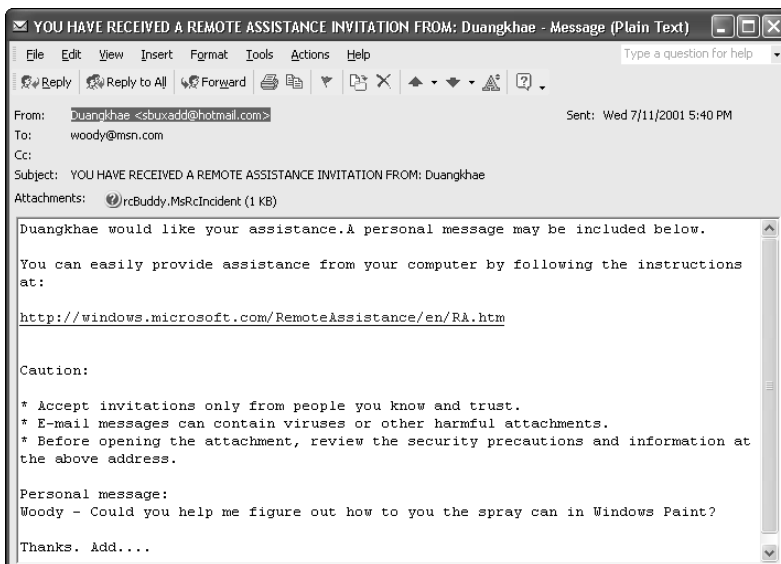 YOU HAVE RECEIVED A REMOTE ASSISTANCE INVITATION FROM: Duangkhae - Message (Plain Text)
File Edit View Insert Format Tools Actions Help Type a question for help
Reply Reply to All Forward
From: Duangkhae <sbuxadd@hotmail.com> Sent: Wed 7/11/2001 5:40 PM
To: woody@msn.com
Cc:
Subject: YOU HAVE RECEIVED A REMOTE ASSISTANCE INVITATION FROM: Duangkhae
Attachments: rcBuddy.MsRcIncident (1 KB)
Duangkhae would like your assistance.A personal message may be included below.
You can easily provide assistance from your computer by following the instructions
at:
http://windows.microsoft.com/RemoteAssistance/en/RA.htm
Caution:
* Accept invitations only from people you know and trust.
* E-mail messages can contain viruses or other harmful attachments.
* Before opening the attachment, review the security precautions and information at
the above address.
Personal message:
Woody - Could you help me figure out how to you the spray can in Windows Paint?
Thanks. Add....